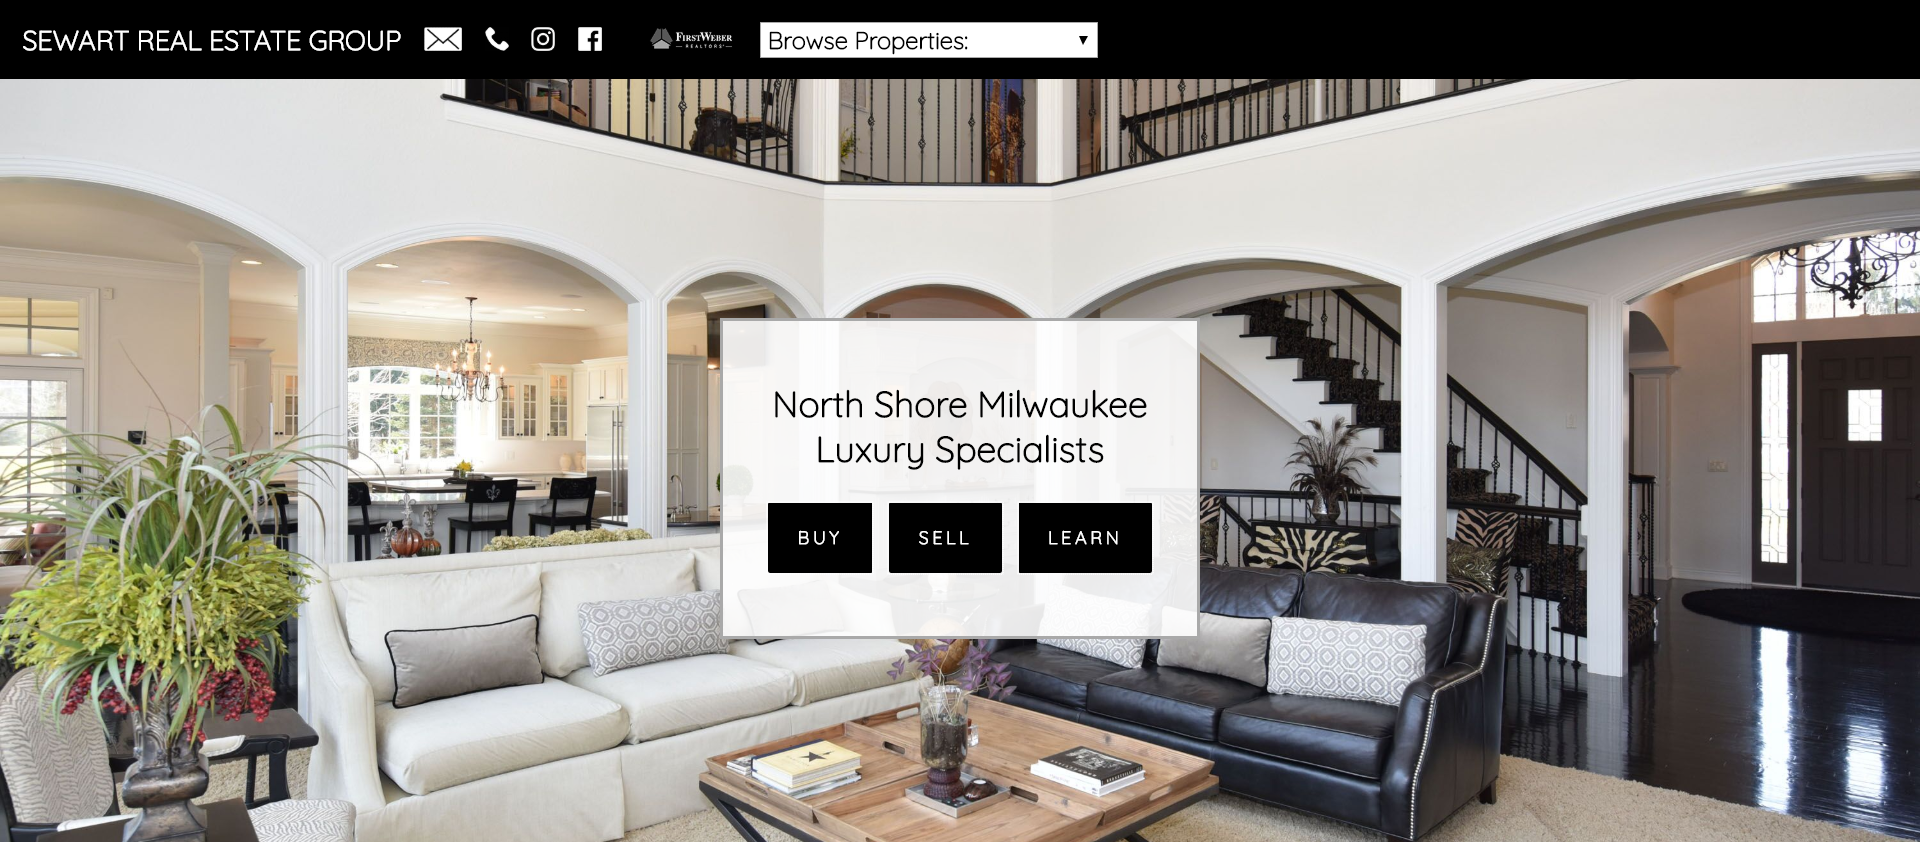 SEWART REAL ESTATE GROUP
FIRSTWEBER
REALTORS
Browse Properties:
North Shore Milwaukee
Luxury Specialists
BUY
SELL
LEARN